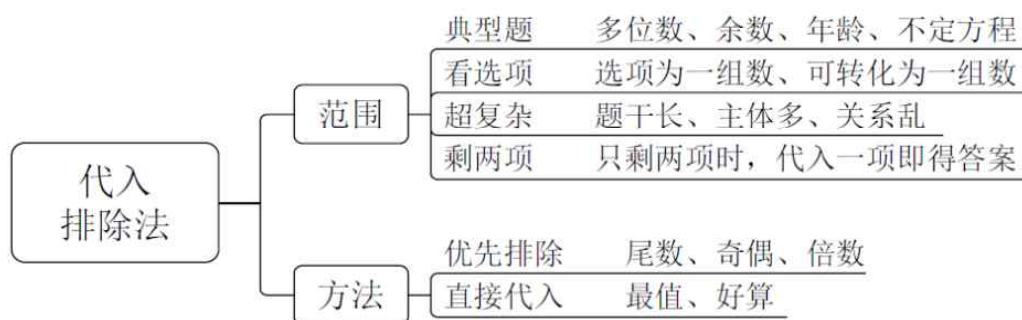 代入
排除法
范围
典型题 多位数、余数、年龄、不定方程
看选项 选项为一组数、可转化为一组数
超复杂 题干长、主体多、关系乱
剩两项 只剩两项时，代入一项即得答案
方法
优先排除 尾数、奇偶、倍数
直接代入 最值、好算